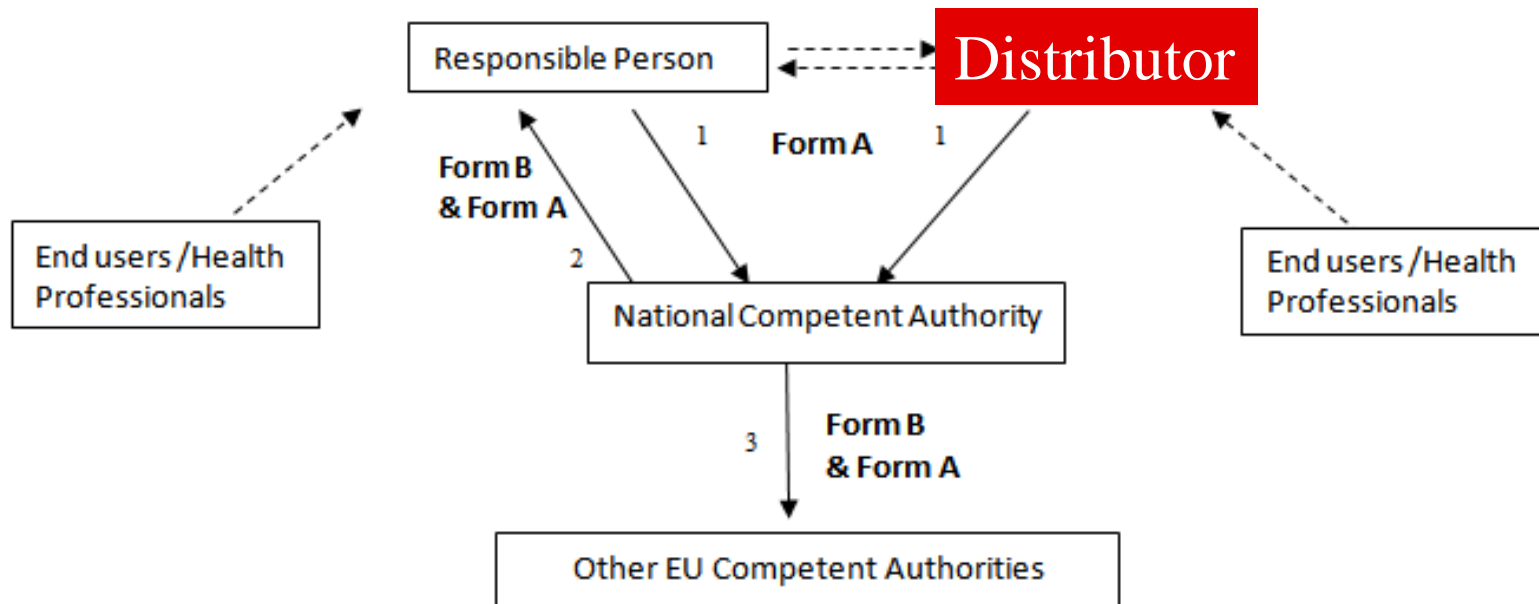 Responsible Person
Distributor
1
Form A
1
Form B
& Form A
2
End users /Health
Professionals
End users /Health
Professionals
National Competent Authority
3
Form B
& Form A
Other EU Competent Authorities